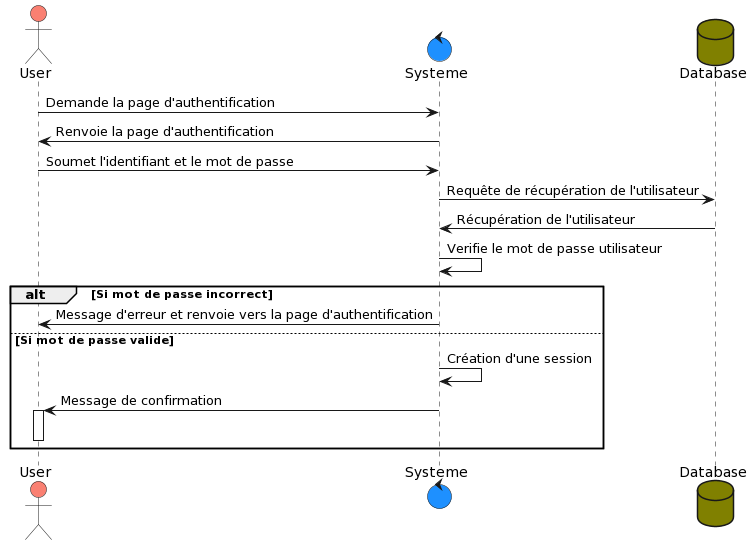 User
Systeme
Database
Demande la page d'authentification
Renvoie la page d'authentification
Soumet l'identifiant et le mot de passe
Requête de récupération de l'utilisateur
Récupération de l'utilisateur
Verifie le mot de passe utilisateur
alt [Si mot de passe incorrect]
Message d'erreur et renvoie vers la page d'authentification
[Si mot de passe valide]
Création d'une session
Message de confirmation
User
Systeme
Database